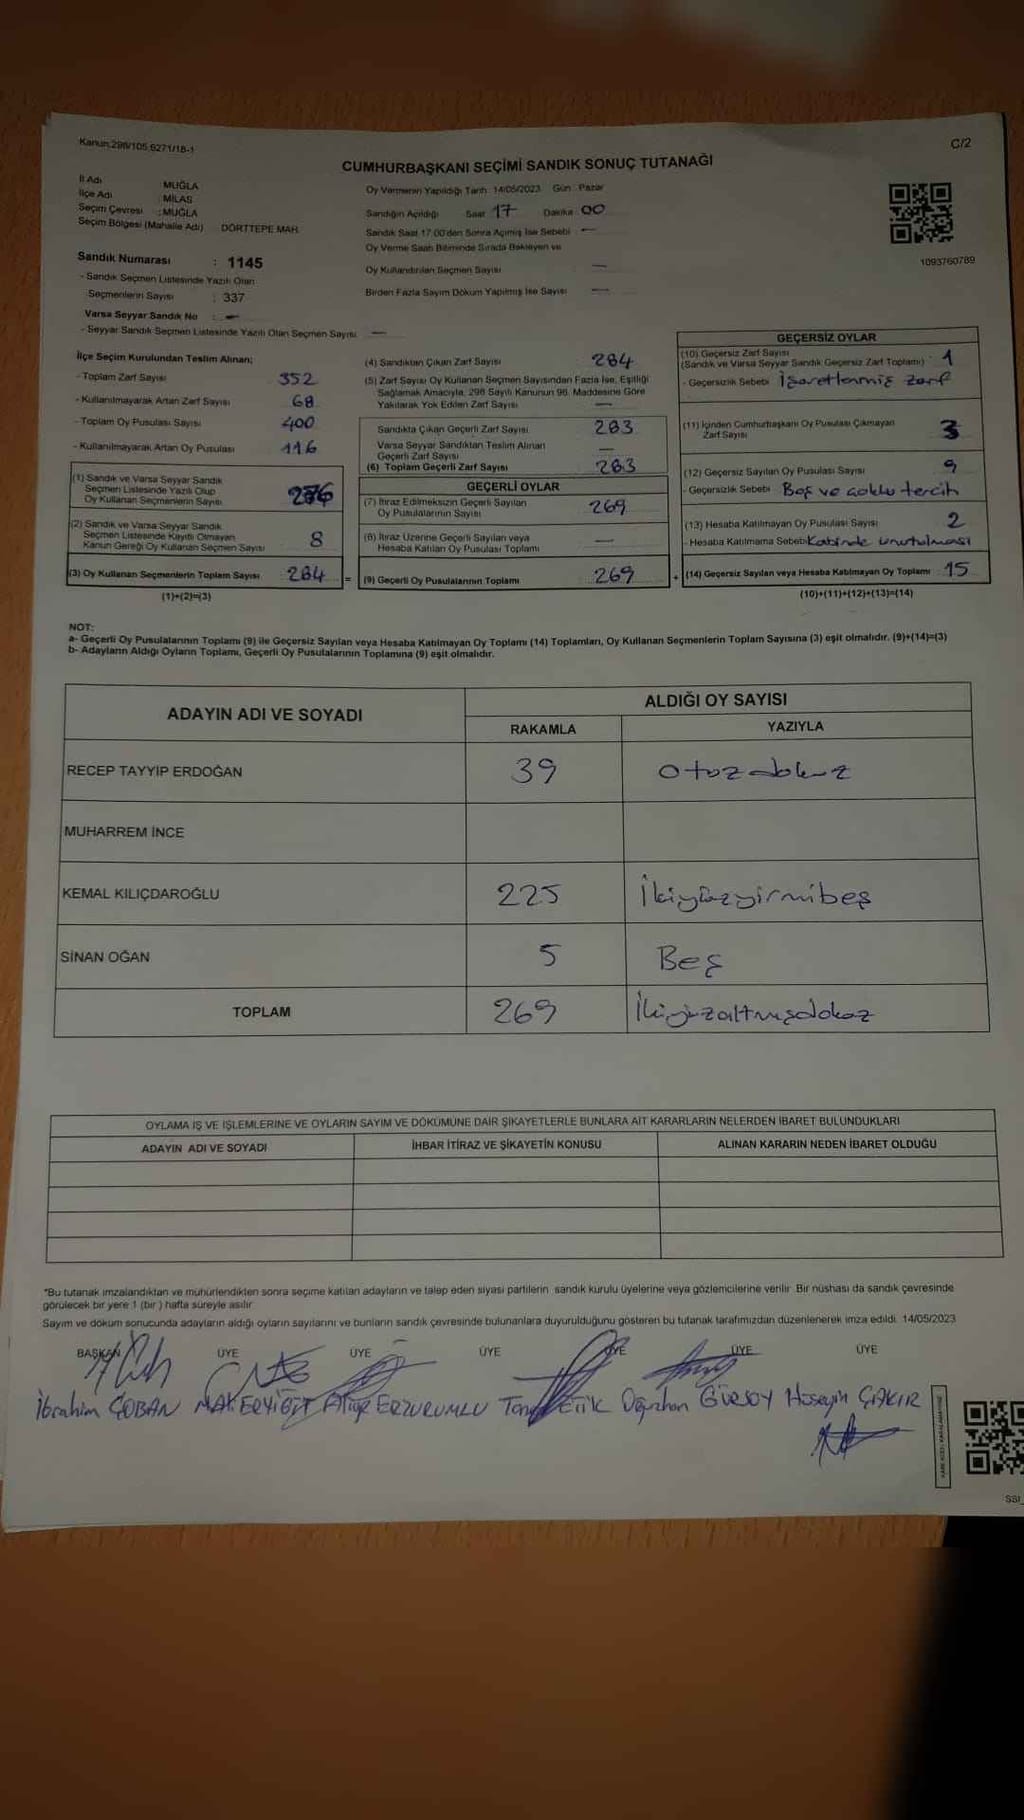 Kanun.298/105,6271/18-1
C/2
CUMHURBAŞKANI SEÇİMİ SANDIK SONUÇ TUTANAĞI
İl Adı MUĞLA
İlçe Adı : MİLAS
Seçim Çevresi : MUĞLA
Seçim Bölgesi (Mahalle Adı) DÖRTTEPE MAH.
Sandık Numarası : 1145
- Sandık Seçmen Listesinde Yazılı Olan
Seçmenlerin Sayısı : 337
Varsa Seyyar Sandık No : -
- Seyyar Sandık Seçmen Listesinde Yazılı Olan Seçmen Sayısı -
Oy Vermenin Yapıldığı Tarih 14/05/2023 Gün : Pazar
Sandığın Açıldığı Saat 17 Dakika 00
Sandık Saat 17.00'den Sonra Açılmış İse Sebebi : -
Oy Verme Saati Bitiminde Sırada Bekleyen ve
Oy Kullandırılan Seçmen Sayısı -
Birden Fazla Sayım Döküm Yapılmış İse Sayısı -
1093760789
İlçe Seçim Kurulundan Teslim Alınan;
- Toplam Zarf Sayısı 352
- Kullanılmayarak Artan Zarf Sayısı 68
- Toplam Oy Pusulası Sayısı 400
- Kullanılmayarak Artan Oy Pusulası 116
(1) Sandık ve Varsa Seyyar Sandık
Seçmen Listesinde Yazılı Olup
Oy Kullanan Seçmenlerin Sayısı 276
(2) Sandık ve Varsa Seyyar Sandık
Seçmen Listesinde Kayıtlı Olmayan
Kanun Gereği Oy Kullanan Seçmen Sayısı 8
(3) Oy Kullanan Seçmenlerin Toplam Sayısı 284 =
(1)+(2)=(3)
(4) Sandıktan Çıkan Zarf Sayısı 284
(5) Zarf Sayısı Oy Kullanan Seçmen Sayısından Fazla İse, Eşitliği
Sağlamak Amacıyla, 298 Sayılı Kanunun 98. Maddesine Göre
Yakılarak Yok Edilen Zarf Sayısı -
Sandıkta Çıkan Geçerli Zarf Sayısı 283
Varsa Seyyar Sandıktan Teslim Alınan
Geçerli Zarf Sayısı -
(6) Toplam Geçerli Zarf Sayısı 283
GEÇERLİ OYLAR
(7) İtiraz Edilmeksizin Geçerli Sayılan
Oy Pusulalarının Sayısı 269
(8) İtiraz Üzerine Geçerli Sayılan veya
Hesaba Katılan Oy Pusulası Toplamı -
(9) Geçerli Oy Pusulalarının Toplamı 269 +
GEÇERSİZ OYLAR
(10) Geçersiz Zarf Sayısı
(Sandık ve Varsa Seyyar Sandık Geçersiz Zarf Toplamı) 1
- Geçersizlik Sebebi İşaretlenmiş zarf
(11) İçinden Cumhurbaşkanı Oy Pusulası Çıkmayan
Zarf Sayısı 3
(12) Geçersiz Sayılan Oy Pusulası Sayısı 9
- Geçersizlik Sebebi Boş ve çoklu tercih
(13) Hesaba Katılmayan Oy Pusulası Sayısı 2
- Hesaba Katılmama Sebebi Kabinde unutulması
(14) Geçersiz Sayılan veya Hesaba Katılmayan Oy Toplamı 15
(10)+(11)+(12)+(13)=(14)
NOT:
a- Geçerli Oy Pusulalarının Toplamı (9) ile Geçersiz Sayılan veya Hesaba Katılmayan Oy Toplamı (14) Toplamları, Oy Kullanan Seçmenlerin Toplam Sayısına (3) eşit olmalıdır. (9)+(14)=(3)
b- Adayların Aldığı Oyların Toplamı, Geçerli Oy Pusulalarının Toplamına (9) eşit olmalıdır.
ADAYIN ADI VE SOYADI
ALDIĞI OY SAYISI
RAKAMLA YAZIYLA
RECEP TAYYİP ERDOĞAN 39 Otuzdokuz
MUHARREM İNCE
KEMAL KILIÇDAROĞLU 225 İkiyüzyirmibeş
SİNAN OĞAN 5 Beş
TOPLAM 269 İkiyüzaltmışdokuz
OYLAMA İŞ VE İŞLEMLERİNE VE OYLARIN SAYIM VE DÖKÜMÜNE DAİR ŞİKAYETLERLE BUNLARA AİT KARARLARIN NELERDEN İBARET BULUNDUKLARI
ADAYIN ADI VE SOYADI İHBAR İTİRAZ VE ŞİKAYETİN KONUSU ALINAN KARARIN NEDEN İBARET OLDUĞU
*Bu tutanak imzalandıktan ve mühürlendikten sonra seçime katılan adayların ve talep eden siyasi partilerin sandık kurulu üyelerine veya gözlemcilerine verilir. Bir nüshası da sandık çevresinde
görülecek bir yere 1 (bir) hafta süreyle asılır
Sayım ve döküm sonucunda adayların aldığı oyların sayılarını ve bunların sandık çevresinde bulunanlara duyurulduğunu gösteren bu tutanak tarafımızdan düzenlenerek imza edildi. 14/05/2023
BAŞKAN ÜYE ÜYE ÜYE ÜYE ÜYE ÜYE
İbrahim ÇOBAN ERYİĞİT ERZURUMLU Oğuzhan GÜRSOY Hüseyin ÇAKIR